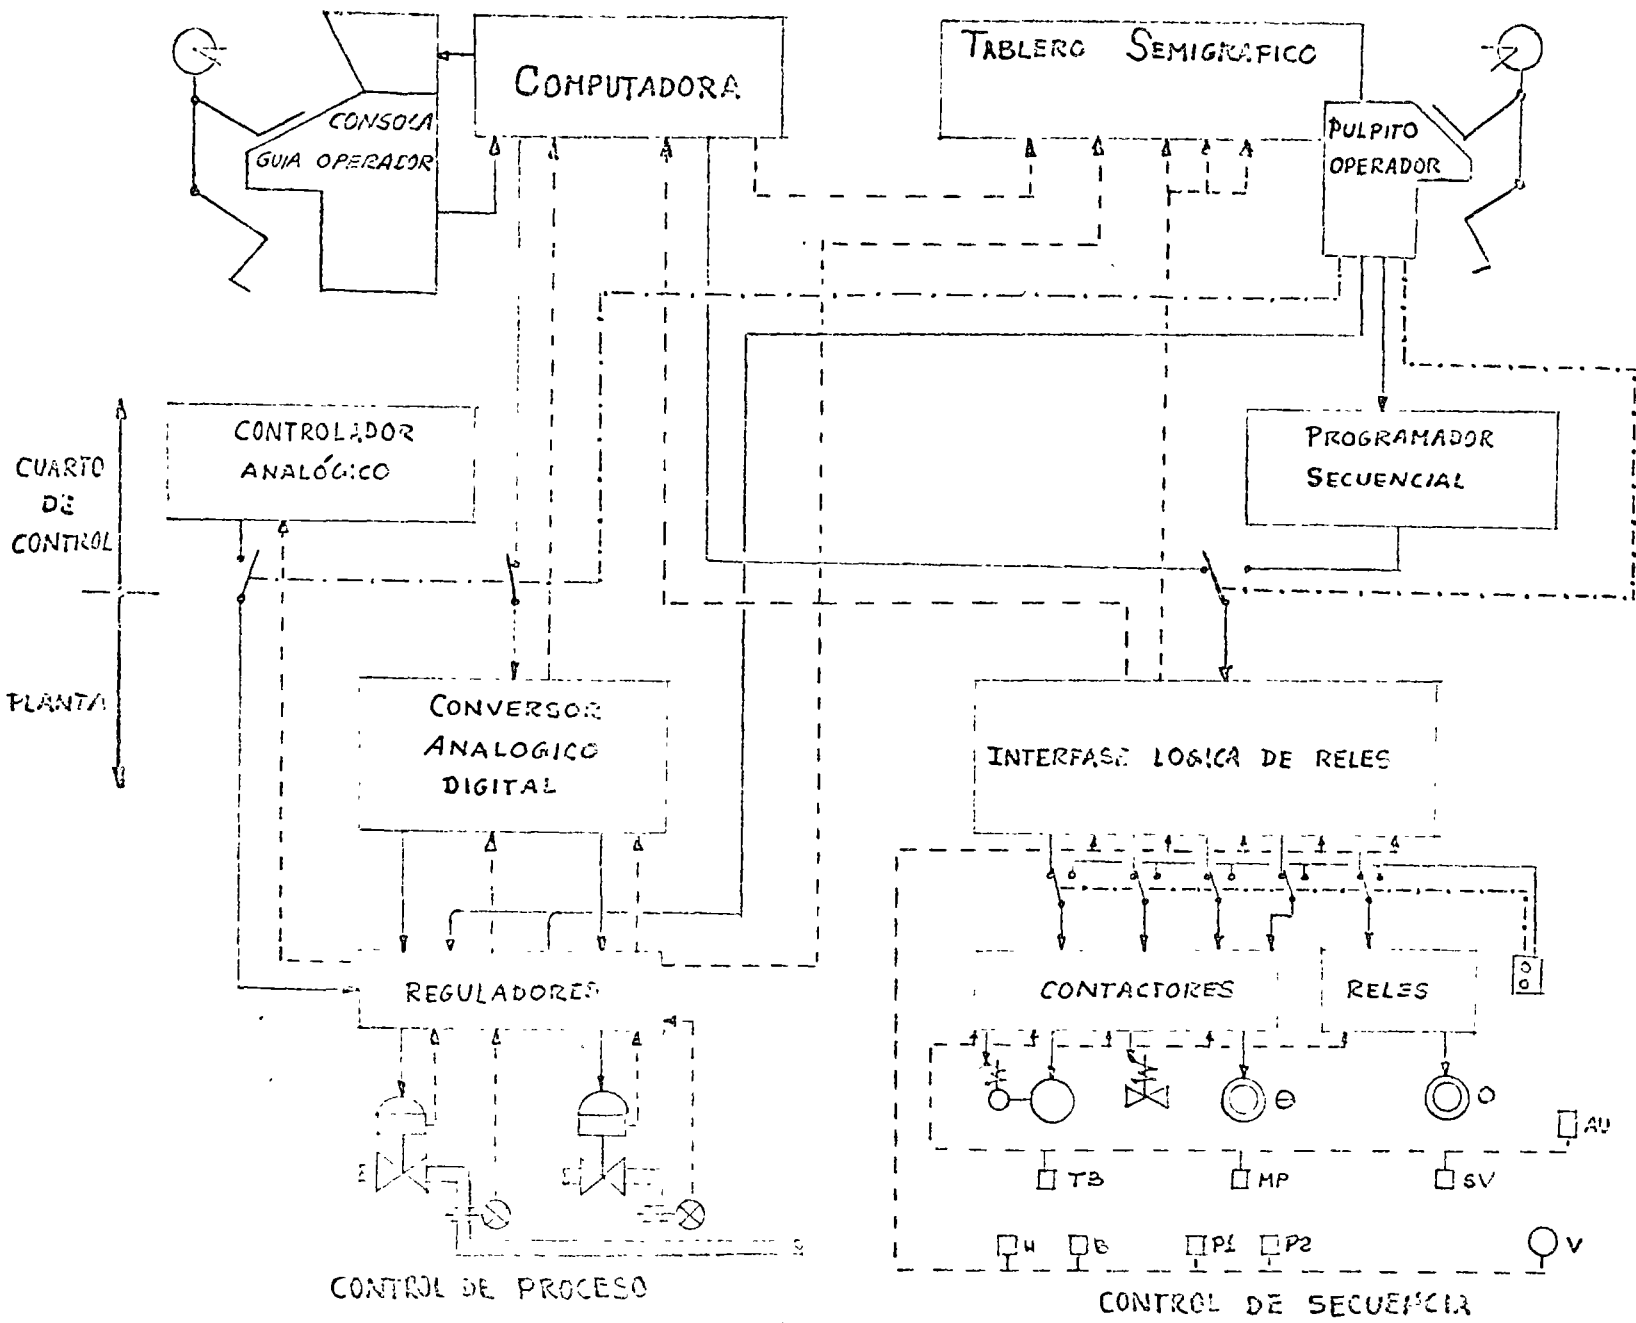 COMPUTADORA
TABLERO SEMIGRAFICO
CONSOLA
GUIA OPERADOR
PULPITO
OPERADOR
CONTROLADOR
ANALÓGICO
PROGRAMADOR
SECUENCIAL
CUARTO
DE
CONTROL
PLANTA
CONVERSOR
ANALOGICO
DIGITAL
INTERFASE LOGICA DE RELES
REGULADORES
CONTACTORES
RELES
AU
TB
MP
SV
H
B
P1
P2
V
CONTROL DE PROCESO
CONTROL DE SECUENCIA